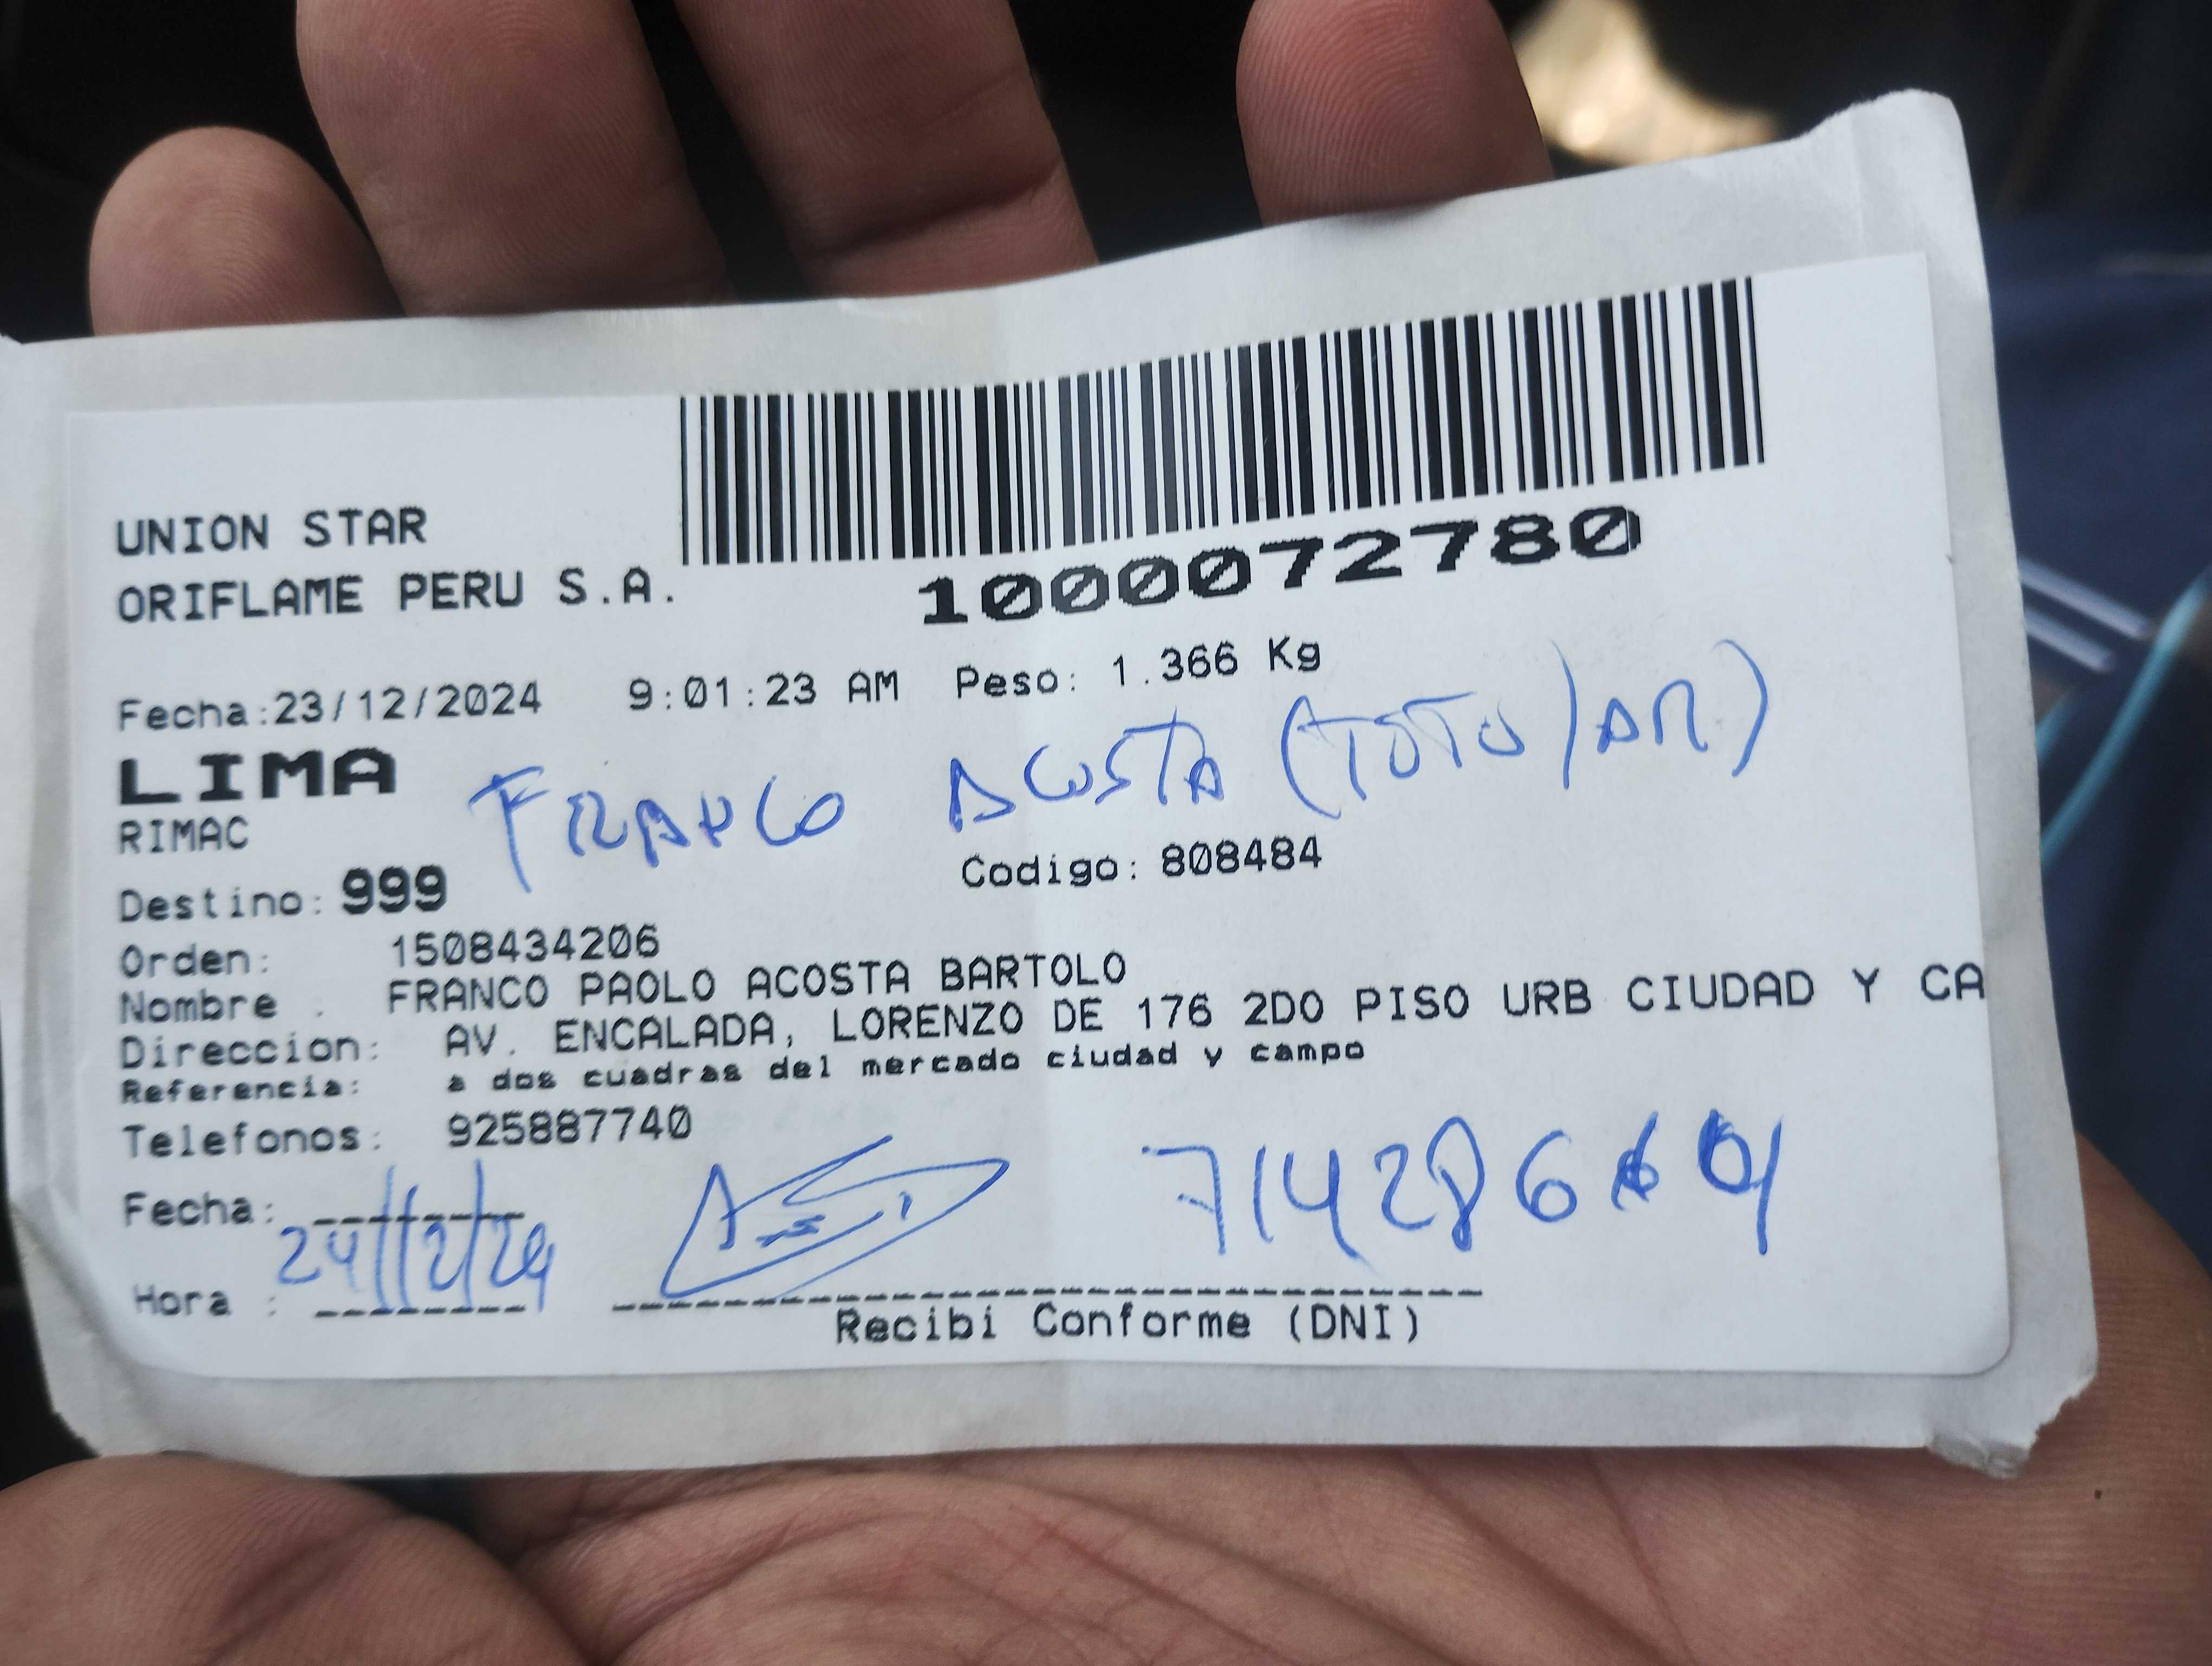 UNION STAR
ORIFLAME PERU S.A.
1000072780
Fecha:23/12/2024 9:01:23 AM Peso: 1.366 Kg
LIMA
FRANCO ACOSTA (TOTO/AR)
RIMAC
Destino: 999 Codigo: 808484
Orden: 1508434206
Nombre . FRANCO PAOLO ACOSTA BARTOLO
Direccion: AV. ENCALADA, LORENZO DE 176 2DO PISO URB CIUDAD Y CA
Referencia: a dos cuadras del mercado ciudad y campo
Telefonos: 925887740
Fecha:
24/12/24
Hora :
Recibi Conforme (DNI)